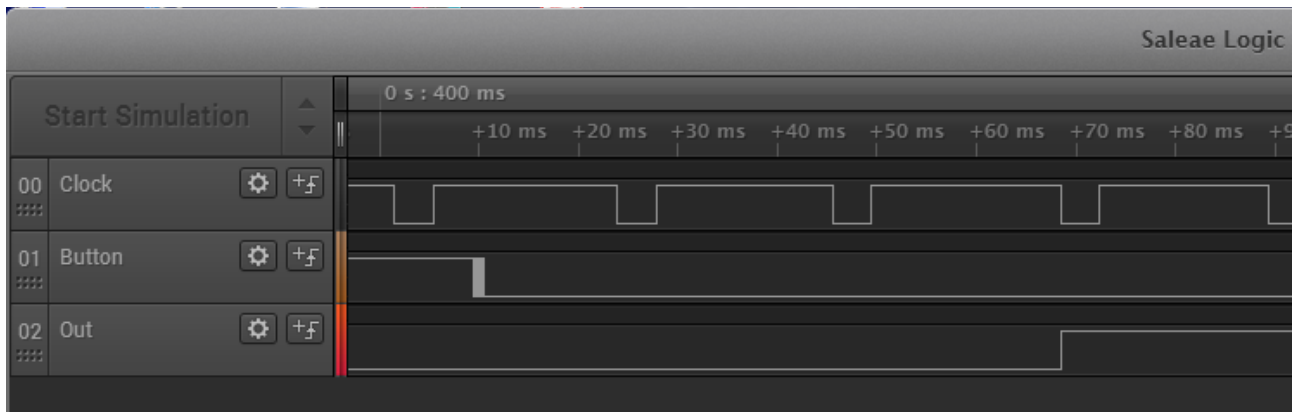 Saleae Logic
Start Simulation
0 s : 400 ms
+10 ms +20 ms +30 ms +40 ms +50 ms +60 ms +70 ms +80 ms +9
00 Clock
01 Button
02 Out